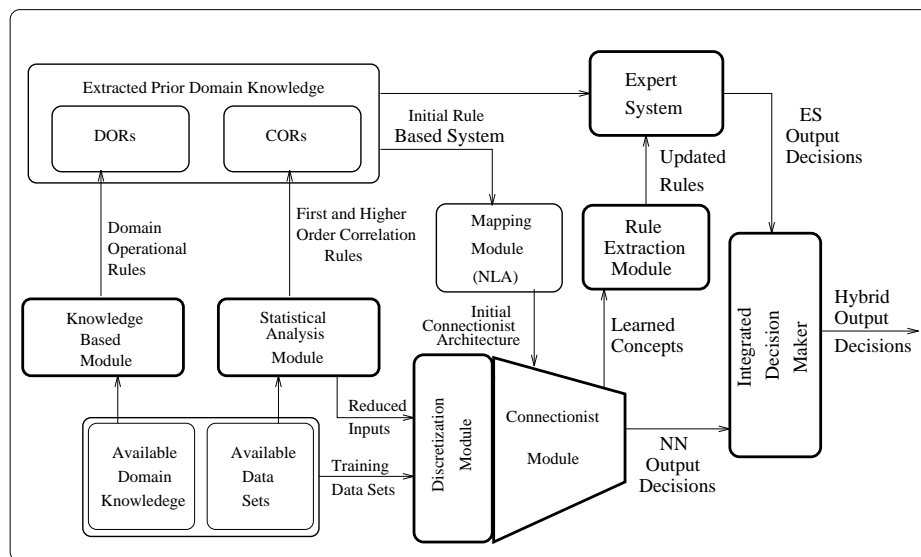 Extracted Prior Domain Knowledge
DORs
CORs
Initial Rule
Based System
Expert
System
ES
Output
Decisions
Updated
Rules
Domain
Operational
Rules
First and Higher
Order Correlation
Rules
Mapping
Module
(NLA)
Rule
Extraction
Module
Knowledge
Based
Module
Statistical
Analysis
Module
Initial
Connectionist
Architecture
Learned
Concepts
Integrated
Decision
Maker
Hybrid
Output
Decisions
Reduced
Inputs
Discretization
Module
Connectionist
Module
NN
Output
Decisions
Available
Domain
Knowledege
Available
Data
Sets
Training
Data Sets